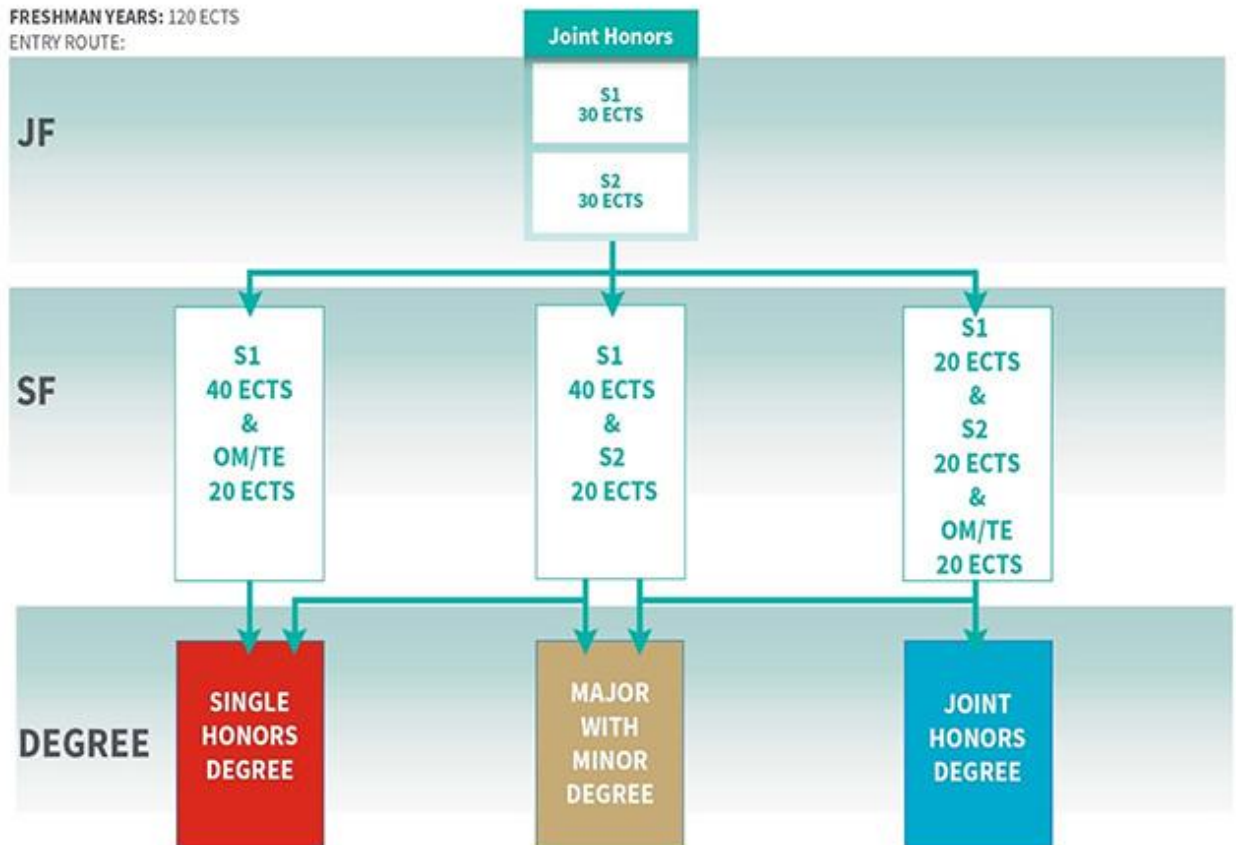 FRESHMAN YEARS: 120 ECTS
ENTRY ROUTE:
Joint Honors
S1
30 ECTS
JF
S2
30 ECTS
SF
S1
40 ECTS
&
OM/TE
20 ECTS
S1
40 ECTS
&
S2
20 ECTS
S1
20 ECTS
&
S2
20 ECTS
&
OM/TE
20 ECTS
DEGREE
SINGLE
HONORS
DEGREE
MAJOR
WITH
MINOR
DEGREE
JOINT
HONORS
DEGREE